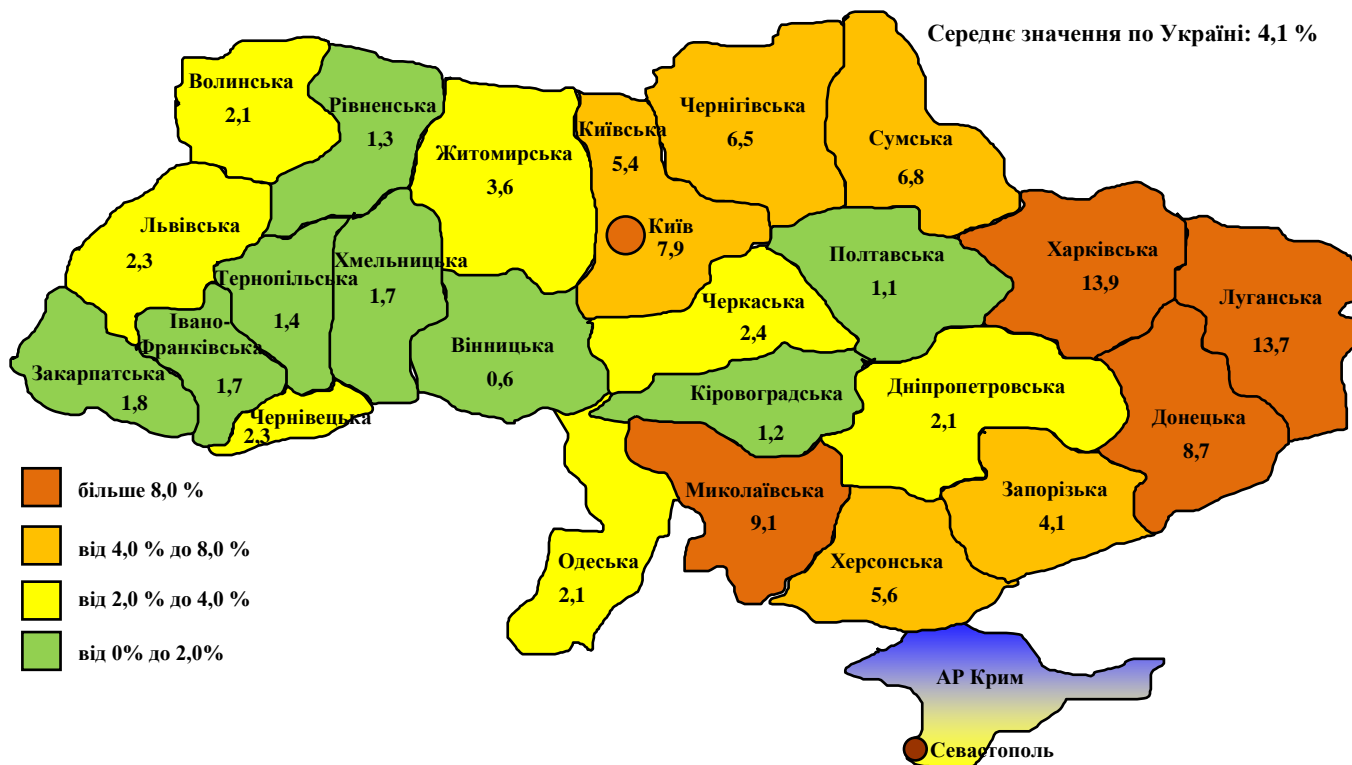 Середнє значення по Україні: 4,1 %
Волинська
2,1
Рівненська
1,3
Житомирська
3,6
Київська
5,4
Київ
7,9
Чернігівська
6,5
Сумська
6,8
Львівська
2,3
Тернопільська
1,4
Хмельницька
1,7
Івано-
Франківська
1,7
Закарпатська
1,8
Чернівецька
2,3
Вінницька
0,6
Черкаська
2,4
Полтавська
1,1
Харківська
13,9
Луганська
13,7
Донецька
8,7
Дніпропетровська
2,1
Кіровоградська
1,2
Миколаївська
9,1
Запорізька
4,1
Херсонська
5,6
Одеська
2,1
АР Крим
Севастополь
більше 8,0 %
від 4,0 % до 8,0 %
від 2,0 % до 4,0 %
від 0% до 2,0%